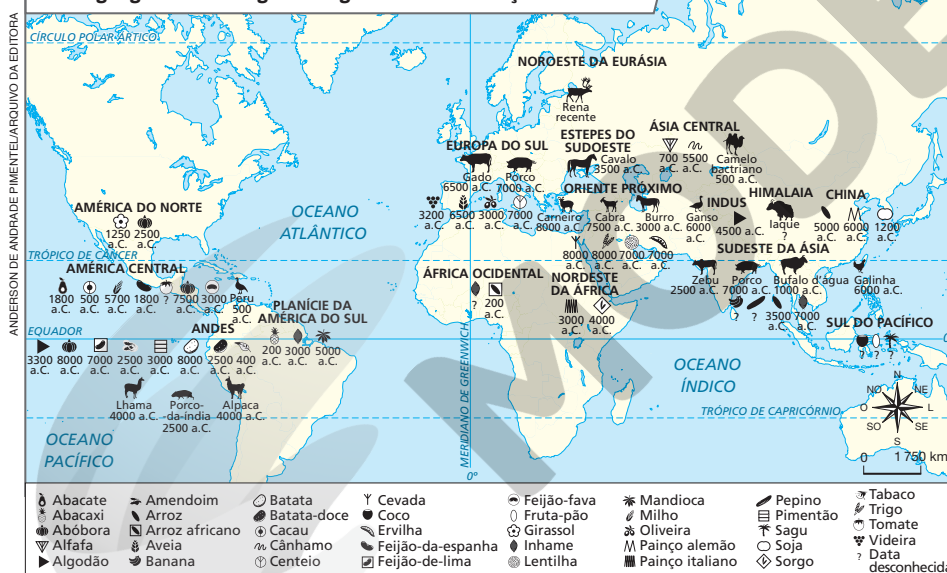 ANDERSON DE ANDRADE PIMENTEL/ARQUIVO DA EDITORA
CÍRCULO POLAR ÁRTICO
NOROESTE DA EURÁSIA
Rena
recente
EUROPA DO SUL
Gado
6500 a.C.
Porco
7000 a.C.
3200 a.C.
6500 a.C.
3000 a.C.
7000 a.C.
ESTEPES DO
SUDOESTE
Cavalo
3500 a.C.
ÁSIA CENTRAL
700 a.C.
5500 a.C.
Camelo
bactriano
500 a.C.
ORIENTE PRÓXIMO
Carneiro
8000 a.C.
Cabra
7500 a.C.
Burro
3000 a.C.
Ganso
6000 a.C.
8000 a.C.
8000 a.C.
7000 a.C.
7000 a.C.
INDUS
4500 a.C.
HIMALAIA
Iaque
?
CHINA
5000 a.C.
6000 a.C.
1200 a.C.
Galinha
6000 a.C.
SUDESTE DA ÁSIA
Zebu
2500 a.C.
Porco
7000 a.C.
Búfalo d'água
1000 a.C.
?
?
3500 a.C.
7000 a.C.
SUL DO PACÍFICO
? ? ?
AMÉRICA DO NORTE
1250 a.C.
2500 a.C.
OCEANO
ATLÂNTICO
TRÓPICO DE CÂNCER
AMÉRICA CENTRAL
1800 a.C.
500 a.C.
5700 a.C.
1800 a.C.
?
7500 a.C.
3000 a.C.
Peru
500 a.C.
PLANÍCIE DA
AMÉRICA DO SUL
200 a.C.
3000 a.C.
5000 a.C.
ÁFRICA OCIDENTAL
?
200 a.C.
NORDESTE
DA ÁFRICA
3000 a.C.
4000 a.C.
EQUADOR
ANDES
3300 a.C.
8000 a.C.
7000 a.C.
2500 a.C.
3000 a.C.
8000 a.C.
2500 a.C.
400 a.C.
Lhama
4000 a.C.
Porco-
da-índia
2500 a.C.
Alpaca
4000 a.C.
MERIDIANO DE GREENWICH
0°
OCEANO
ÍNDICO
TRÓPICO DE CAPRICÓRNIO
OCEANO
PACÍFICO
N
NO NE
O L
SO SE
S
0 1 750 km
MODE
Abacate
Abacaxi
Abóbora
Alfafa
Algodão
Amendoim
Arroz
Arroz africano
Aveia
Banana
Batata
Batata-doce
Cacau
Cânhamo
Centeio
Cevada
Coco
Ervilha
Feijão-da-espanha
Feijão-de-lima
Feijão-fava
Fruta-pão
Girassol
Inhame
Lentilha
Mandioca
Milho
Oliveira
Painço alemão
Painço italiano
Pepino
Pimentão
Sagu
Soja
Sorgo
Tabaco
Trigo
Tomate
Videira
? Data